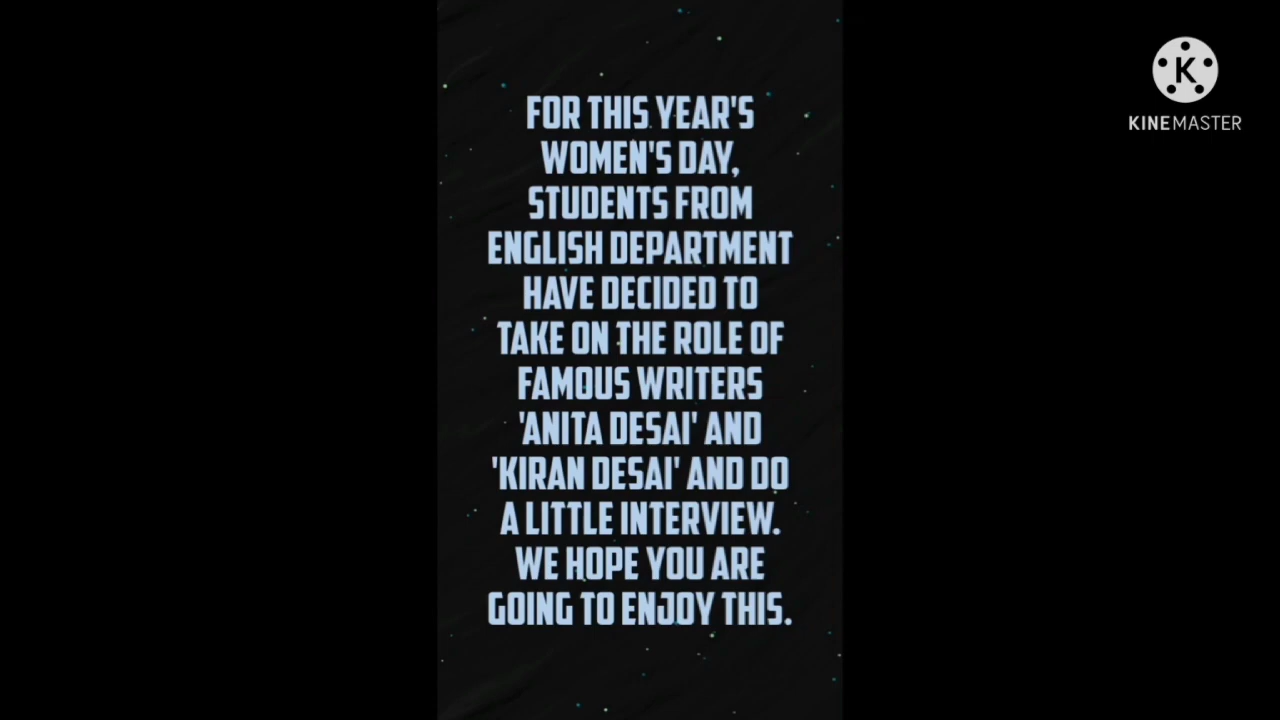 FOR THIS YEAR'S
WOMEN'S DAY,
STUDENTS FROM
ENGLISH DEPARTMENT
HAVE DECIDED TO
TAKE ON THE ROLE OF
FAMOUS WRITERS
'ANITA DESAI' AND
'KIRAN DESAI' AND DO
A LITTLE INTERVIEW.
WE HOPE YOU ARE
GOING TO ENJOY THIS.
K
KINEMASTER